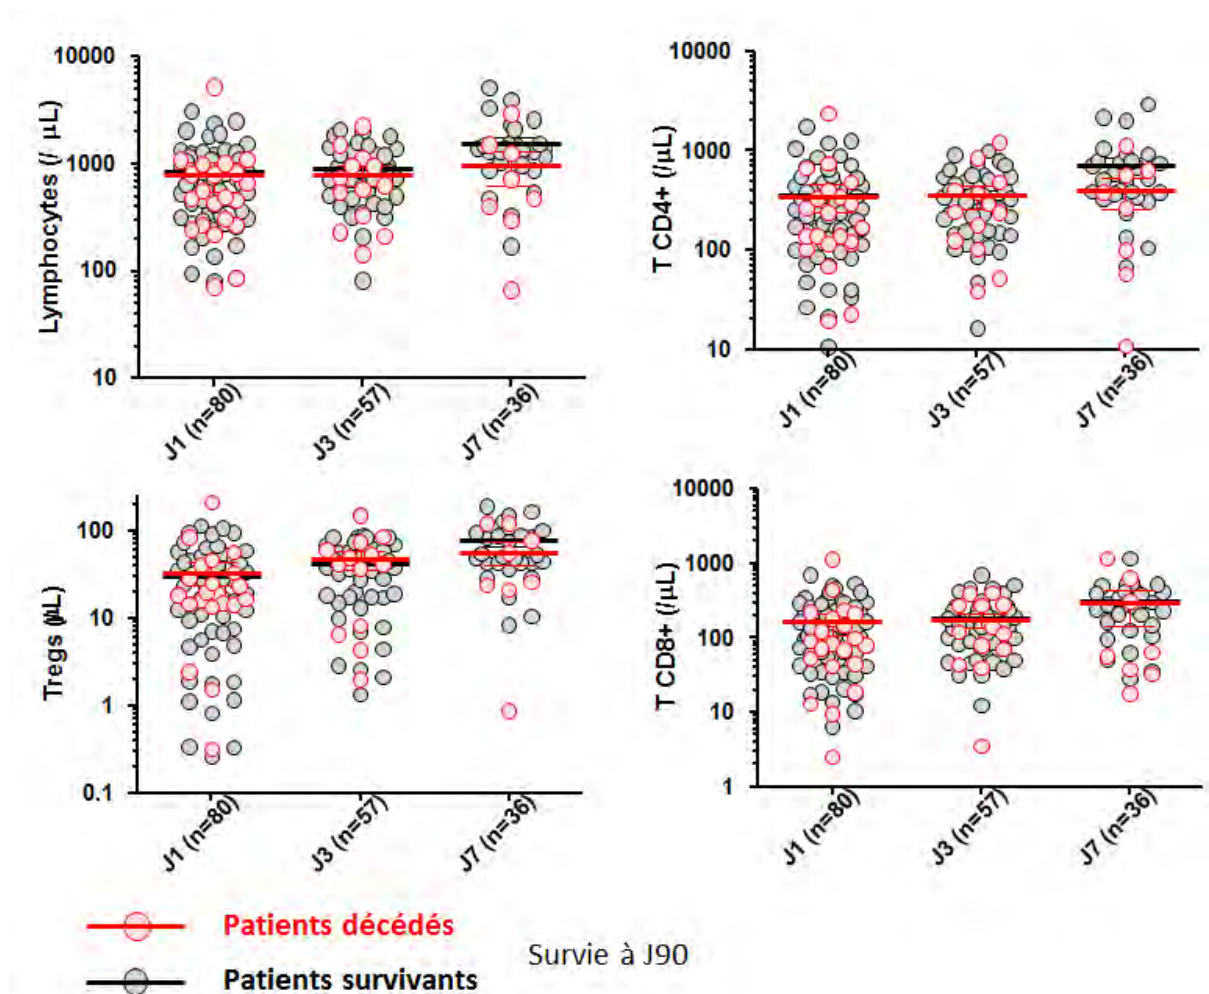 Lymphocytes (/ µL)
10000
1000
100
10
J1 (n=80)
J3 (n=57)
J7 (n=36)
T CD4+ (/µL)
10000
1000
100
10
J1 (n=80)
J3 (n=57)
J7 (n=36)
Tregs (/µL)
100
10
1
0.1
J1 (n=80)
J3 (n=57)
J7 (n=36)
T CD8+ (/µL)
10000
1000
100
10
1
J1 (n=80)
J3 (n=57)
J7 (n=36)
Patients décédés
Survie à J90
Patients survivants